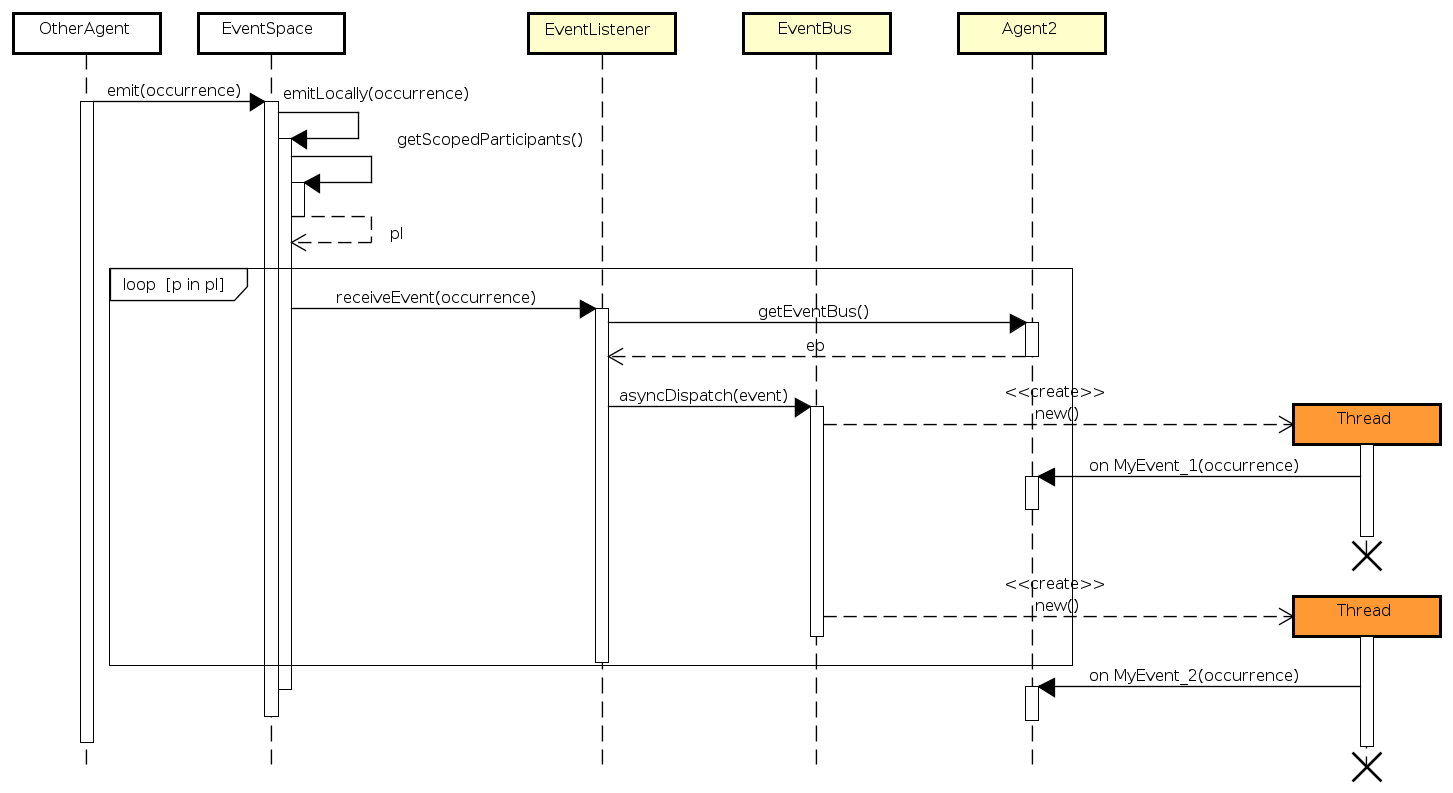 OtherAgent
EventSpace
EventListener
EventBus
Agent2
emit(occurrence)
emitLocally(occurrence)
getScopedParticipants()
pl
loop [p in pl]
receiveEvent(occurrence)
getEventBus()
eb
asyncDispatch(event)
<<create>>
new()
Thread
on MyEvent_1(occurrence)
<<create>>
new()
Thread
on MyEvent_2(occurrence)